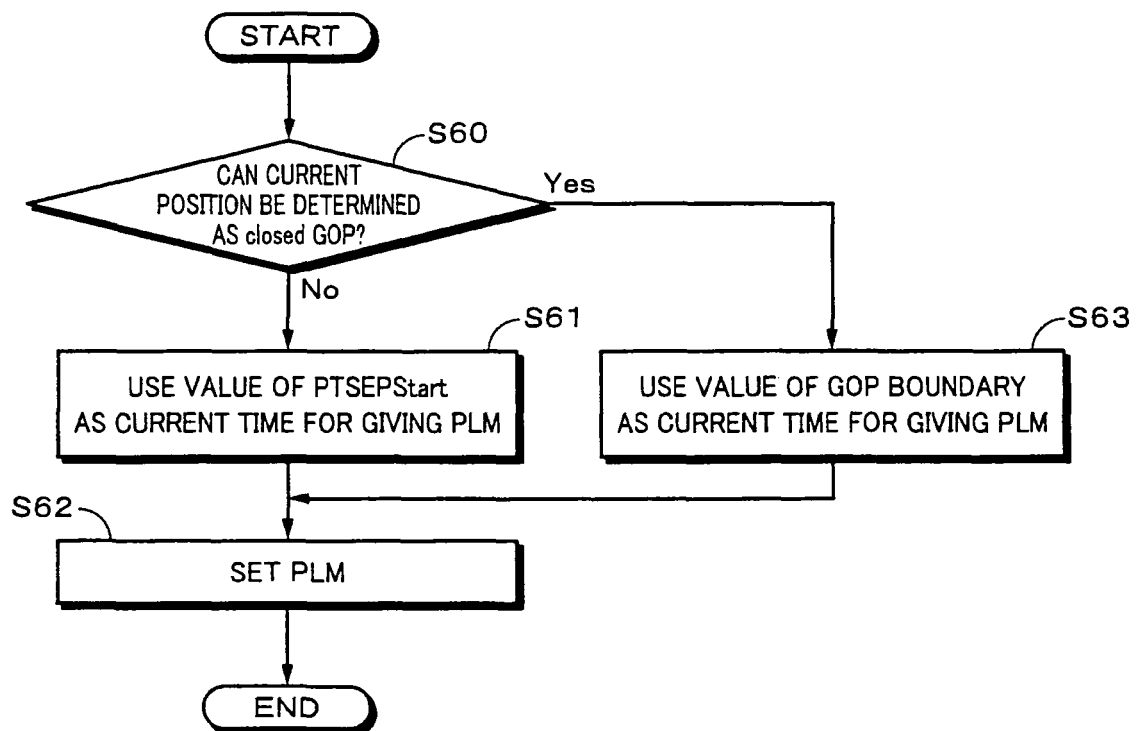 START
S60
CAN CURRENT
POSITION BE DETERMINED
AS closed GOP?
Yes
No
S61
USE VALUE OF PTSEPStart
AS CURRENT TIME FOR GIVING PLM
S63
USE VALUE OF GOP BOUNDARY
AS CURRENT TIME FOR GIVING PLM
S62
SET PLM
END